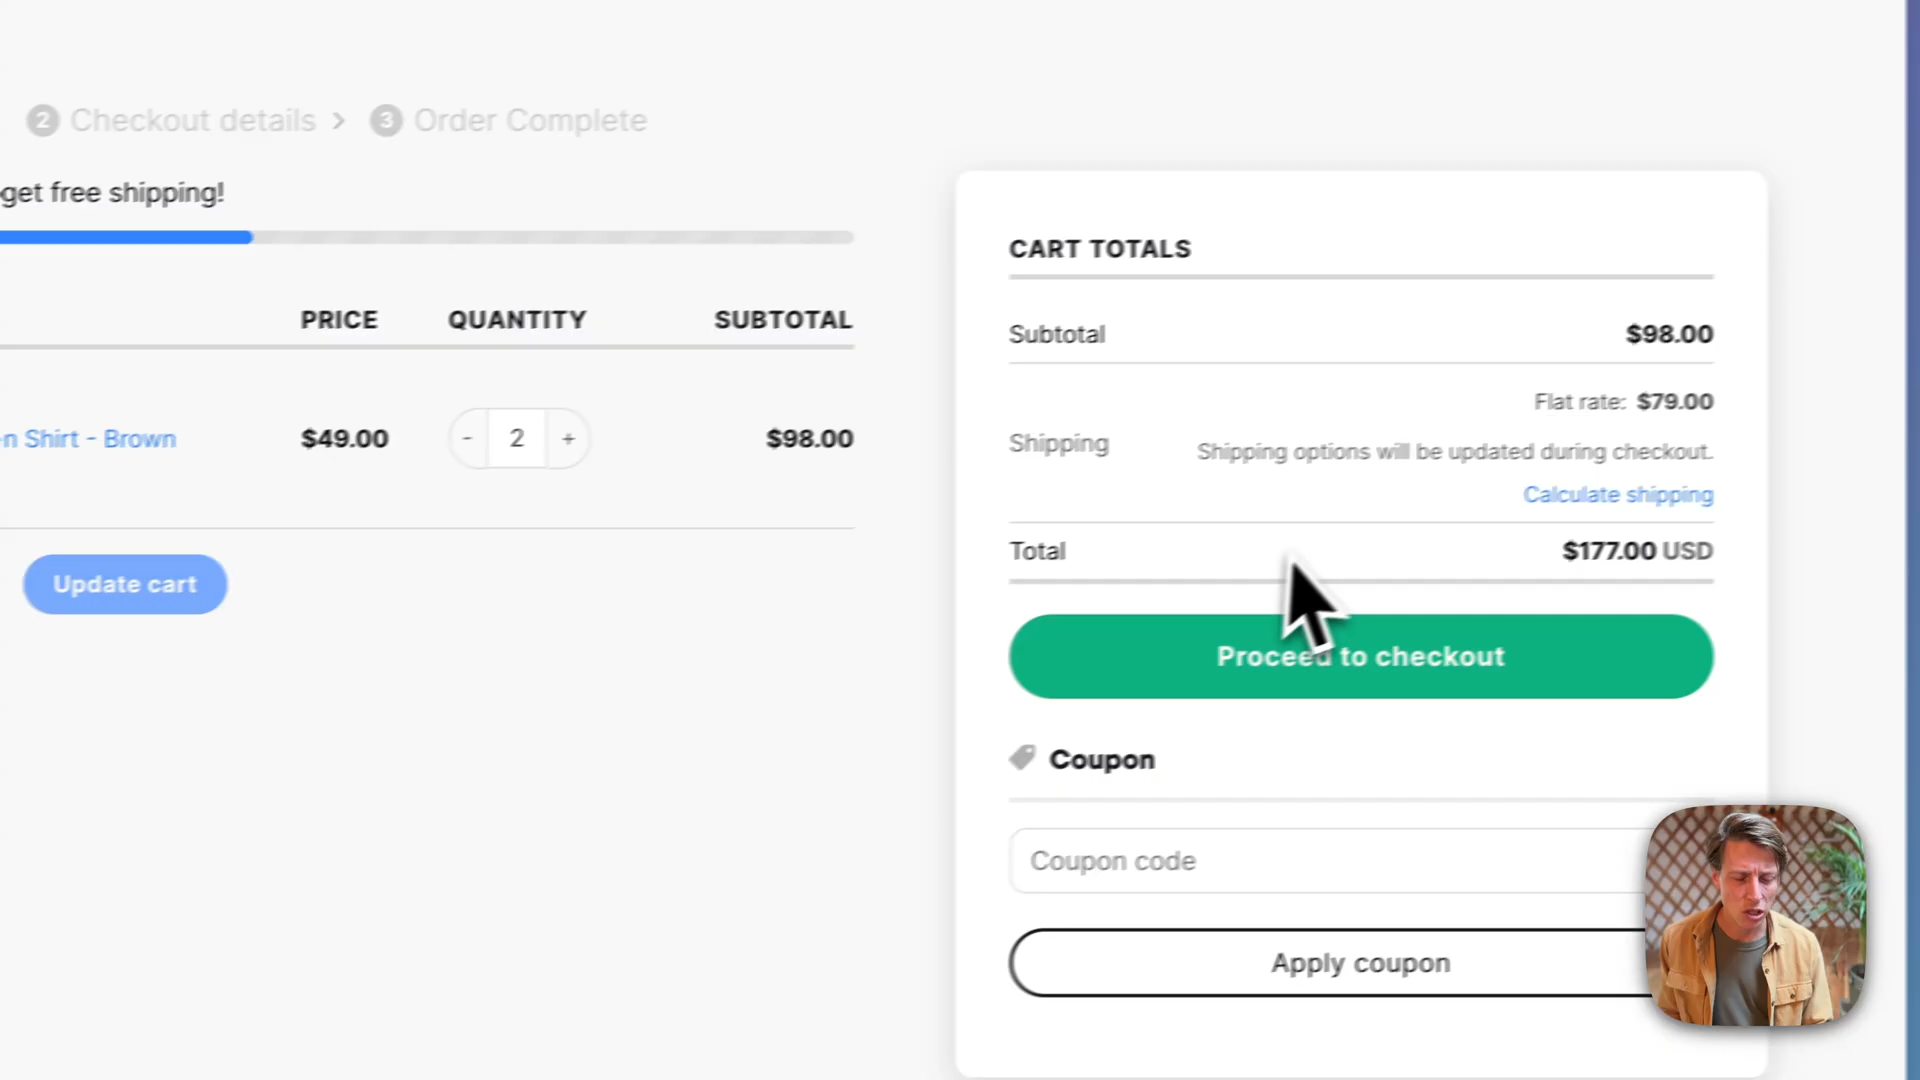 2 Checkout details > 3 Order Complete
get free shipping!
PRICE QUANTITY SUBTOTAL
n Shirt - Brown $49.00 - 2 + $98.00
Update cart
CART TOTALS
Subtotal $98.00
Flat rate: $79.00
Shipping Shipping options will be updated during checkout.
Calculate shipping
Total $177.00 USD
Proceed to checkout
Coupon
Coupon code
Apply coupon